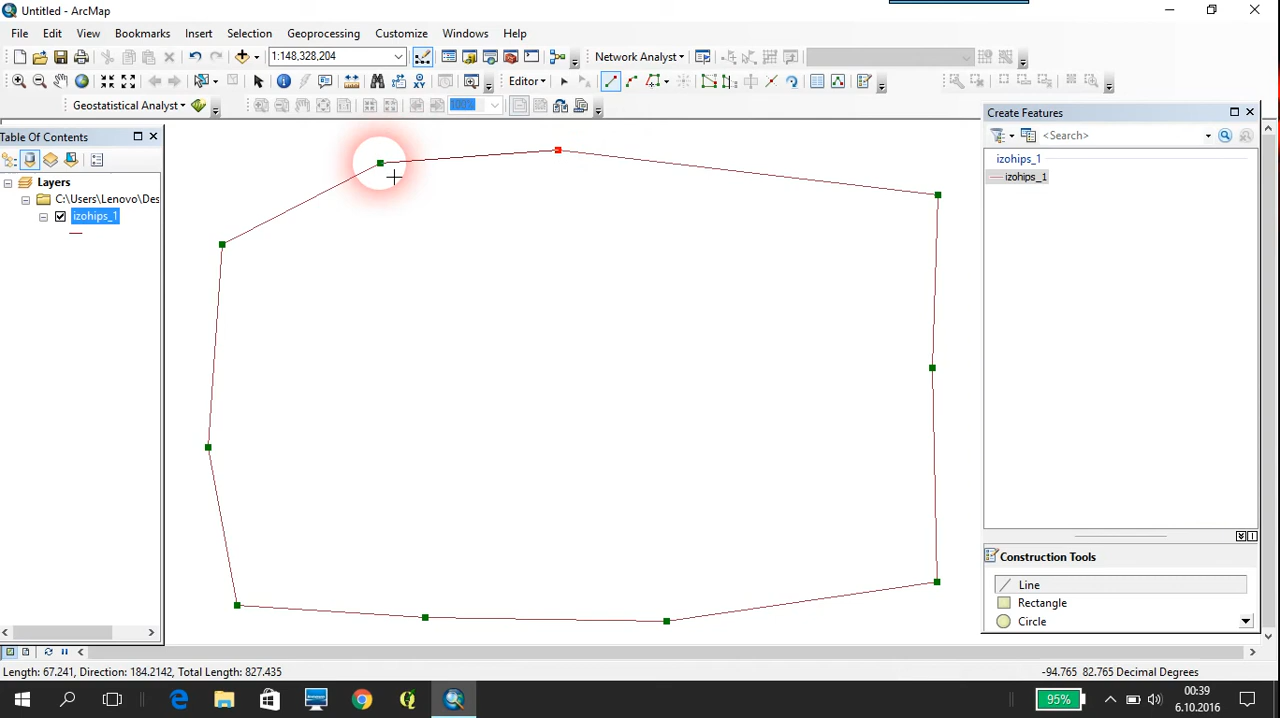 Untitled - ArcMap
File Edit View Bookmarks Insert Selection Geoprocessing Customize Windows Help
1:148,328,204
Network Analyst
Editor
Geostatistical Analyst
100%
Table Of Contents
Layers
C:\Users\Lenovo\Des
izohips_1
Create Features
<Search>
izohips_1
izohips_1
Construction Tools
Line
Rectangle
Circle
Length: 67.241, Direction: 184.2142, Total Length: 827.435
-94.765 82.765 Decimal Degrees
95%
00:39
6.10.2016